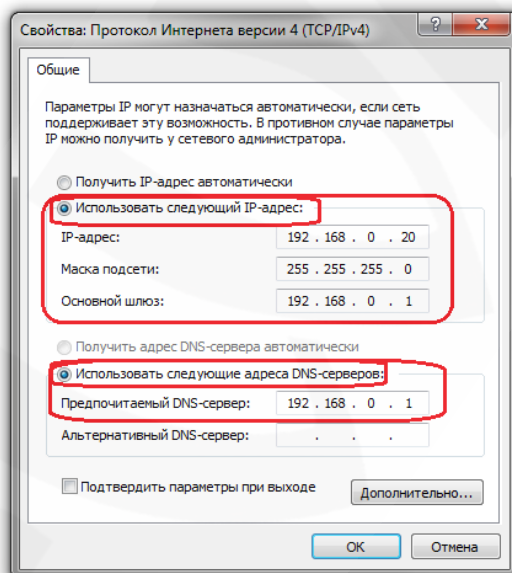 Свойства: Протокол Интернета версии 4 (TCP/IPv4)
Общие
Параметры IP могут назначаться автоматически, если сеть
поддерживает эту возможность. В противном случае параметры
IP можно получить у сетевого администратора.
Получить IP-адрес автоматически
Использовать следующий IP-адрес:
IP-адрес: 192 . 168 . 0 . 20
Маска подсети: 255 . 255 . 255 . 0
Основной шлюз: 192 . 168 . 0 . 1
Получить адрес DNS-сервера автоматически
Использовать следующие адреса DNS-серверов:
Предпочитаемый DNS-сервер: 192 . 168 . 0 . 1
Альтернативный DNS-сервер: . . .
Подтвердить параметры при выходе
Дополнительно...
ОК Отмена